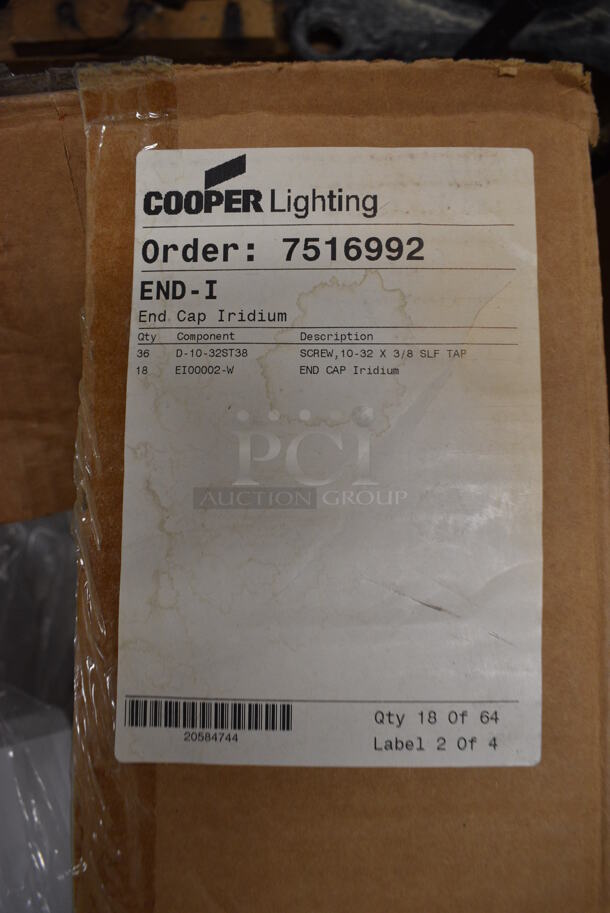 COOPER Lighting
Order: 7516992
END-I
End Cap Iridium
Qty Component Description
36 D-10-32ST38 SCREW,10-32 X 3/8 SLF TAP
18 EI00002-W END CAP Iridium
PCI
AUCTION GROUP
20584744
Qty 18 Of 64
Label 2 Of 4